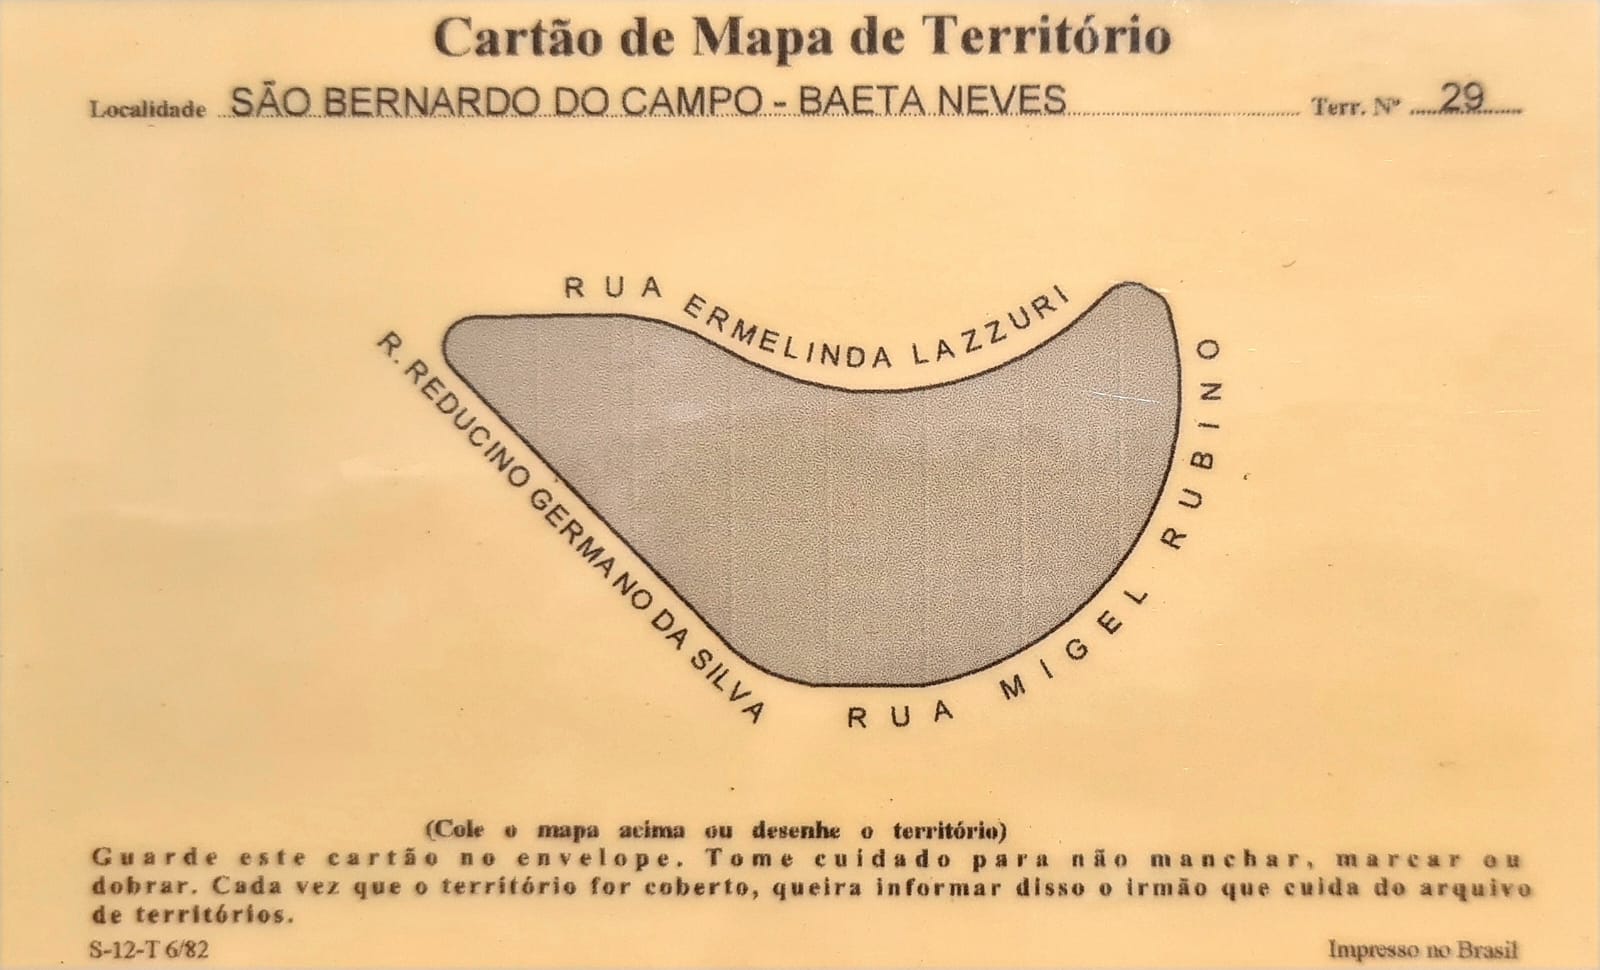 Cartão de Mapa de Território
Localidade SÃO BERNARDO DO CAMPO - BAETA NEVES Terr. Nº 29
RUA ERMELINDA LAZZURI
R. REDUCINO GERMANO DA SILVA
RUA MIGEL RUBINO
(Cole o mapa acima ou desenhe o território)
Guarde este cartão no envelope. Tome cuidado para não manchar, marcar ou
dobrar. Cada vez que o território for coberto, queira informar disso o irmão que cuida do arquivo
de territórios.
S-12-T 6/82 Impresso no Brasil